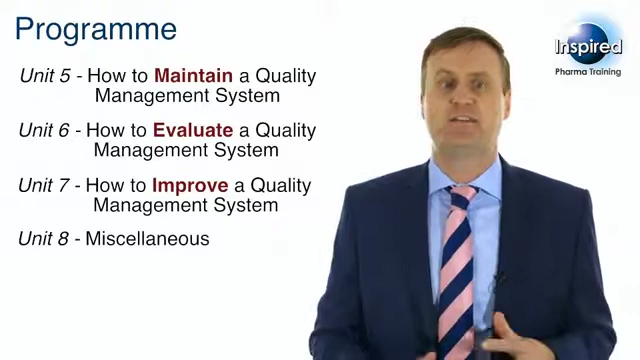 Programme
Inspired
Pharma Training
Unit 5 - How to Maintain a Quality
Management System
Unit 6 - How to Evaluate a Quality
Management System
Unit 7 - How to Improve a Quality
Management System
Unit 8 - Miscellaneous